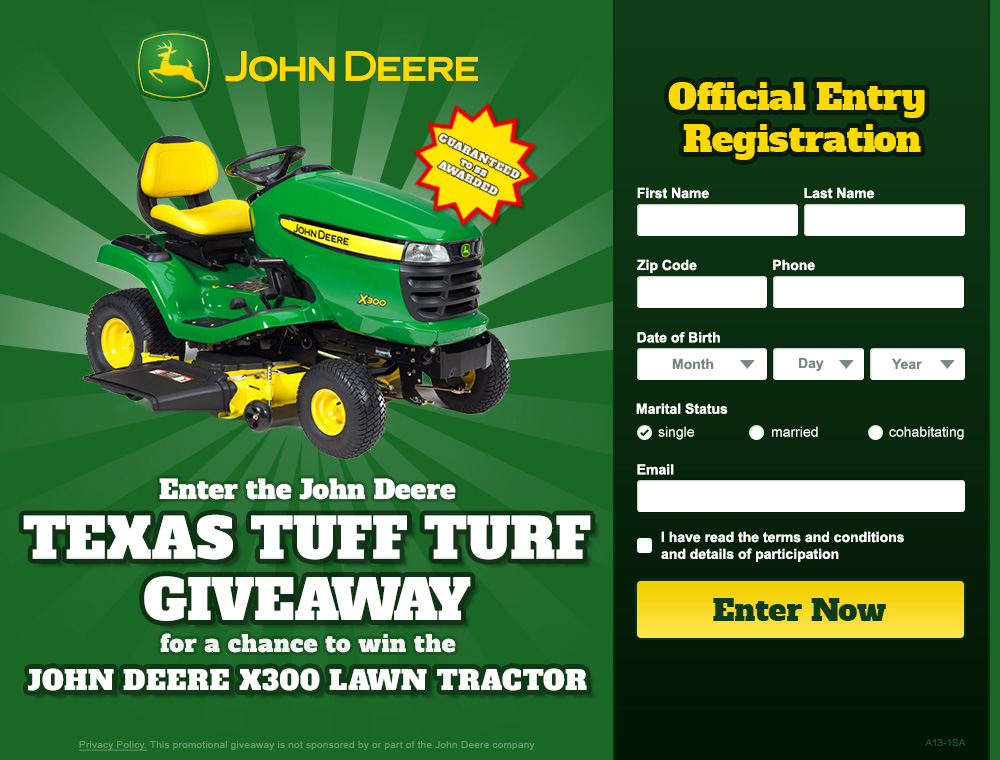 JOHN DEERE
GUARANTEED
TO BE
AWARDED
JOHN DEERE
X300
Enter the John Deere
TEXAS TUFF TURF
GIVEAWAY
for a chance to win the
JOHN DEERE X300 LAWN TRACTOR
Privacy Policy. This promotional giveaway is not sponsored by or part of the John Deere company
Official Entry
Registration
First Name Last Name
Zip Code Phone
Date of Birth
Month Day Year
Marital Status
single married cohabitating
Email
I have read the terms and conditions
and details of participation
Enter Now
A13-1SA